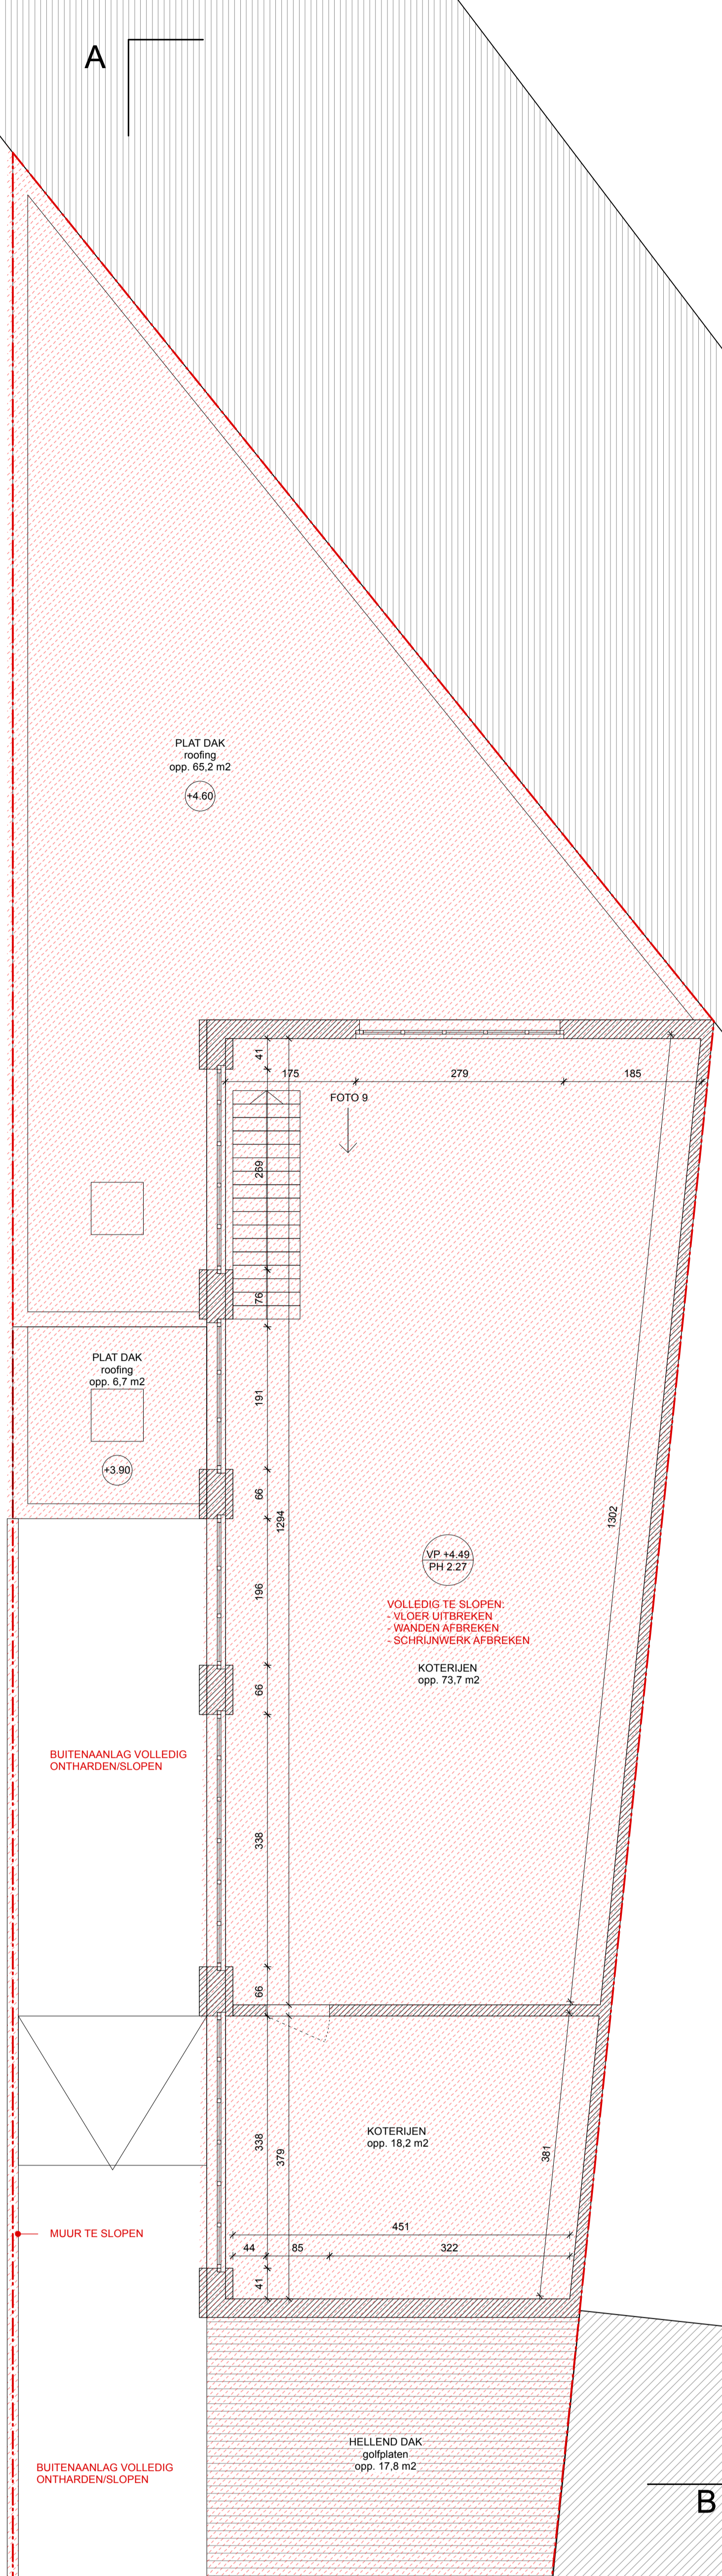 A
PLAT DAK
roofing
opp. 65,2 m2
+4.60
41
175
279
185
FOTO 9
269
76
PLAT DAK
roofing
opp. 6,7 m2
+3.90
191
66
1294
1302
196
VP +4.49
PH 2.27
VOLLEDIG TE SLOPEN:
- VLOER UITBREKEN
- WANDEN AFBREKEN
- SCHRIJNWERK AFBREKEN
KOTERIJEN
opp. 73,7 m2
66
BUITENAANLAG VOLLEDIG
ONTHARDEN/SLOPEN
338
66
KOTERIJEN
opp. 18,2 m2
338
379
381
MUUR TE SLOPEN
451
44
85
322
41
HELLEND DAK
golfplaten
opp. 17,8 m2
BUITENAANLAG VOLLEDIG
ONTHARDEN/SLOPEN
B